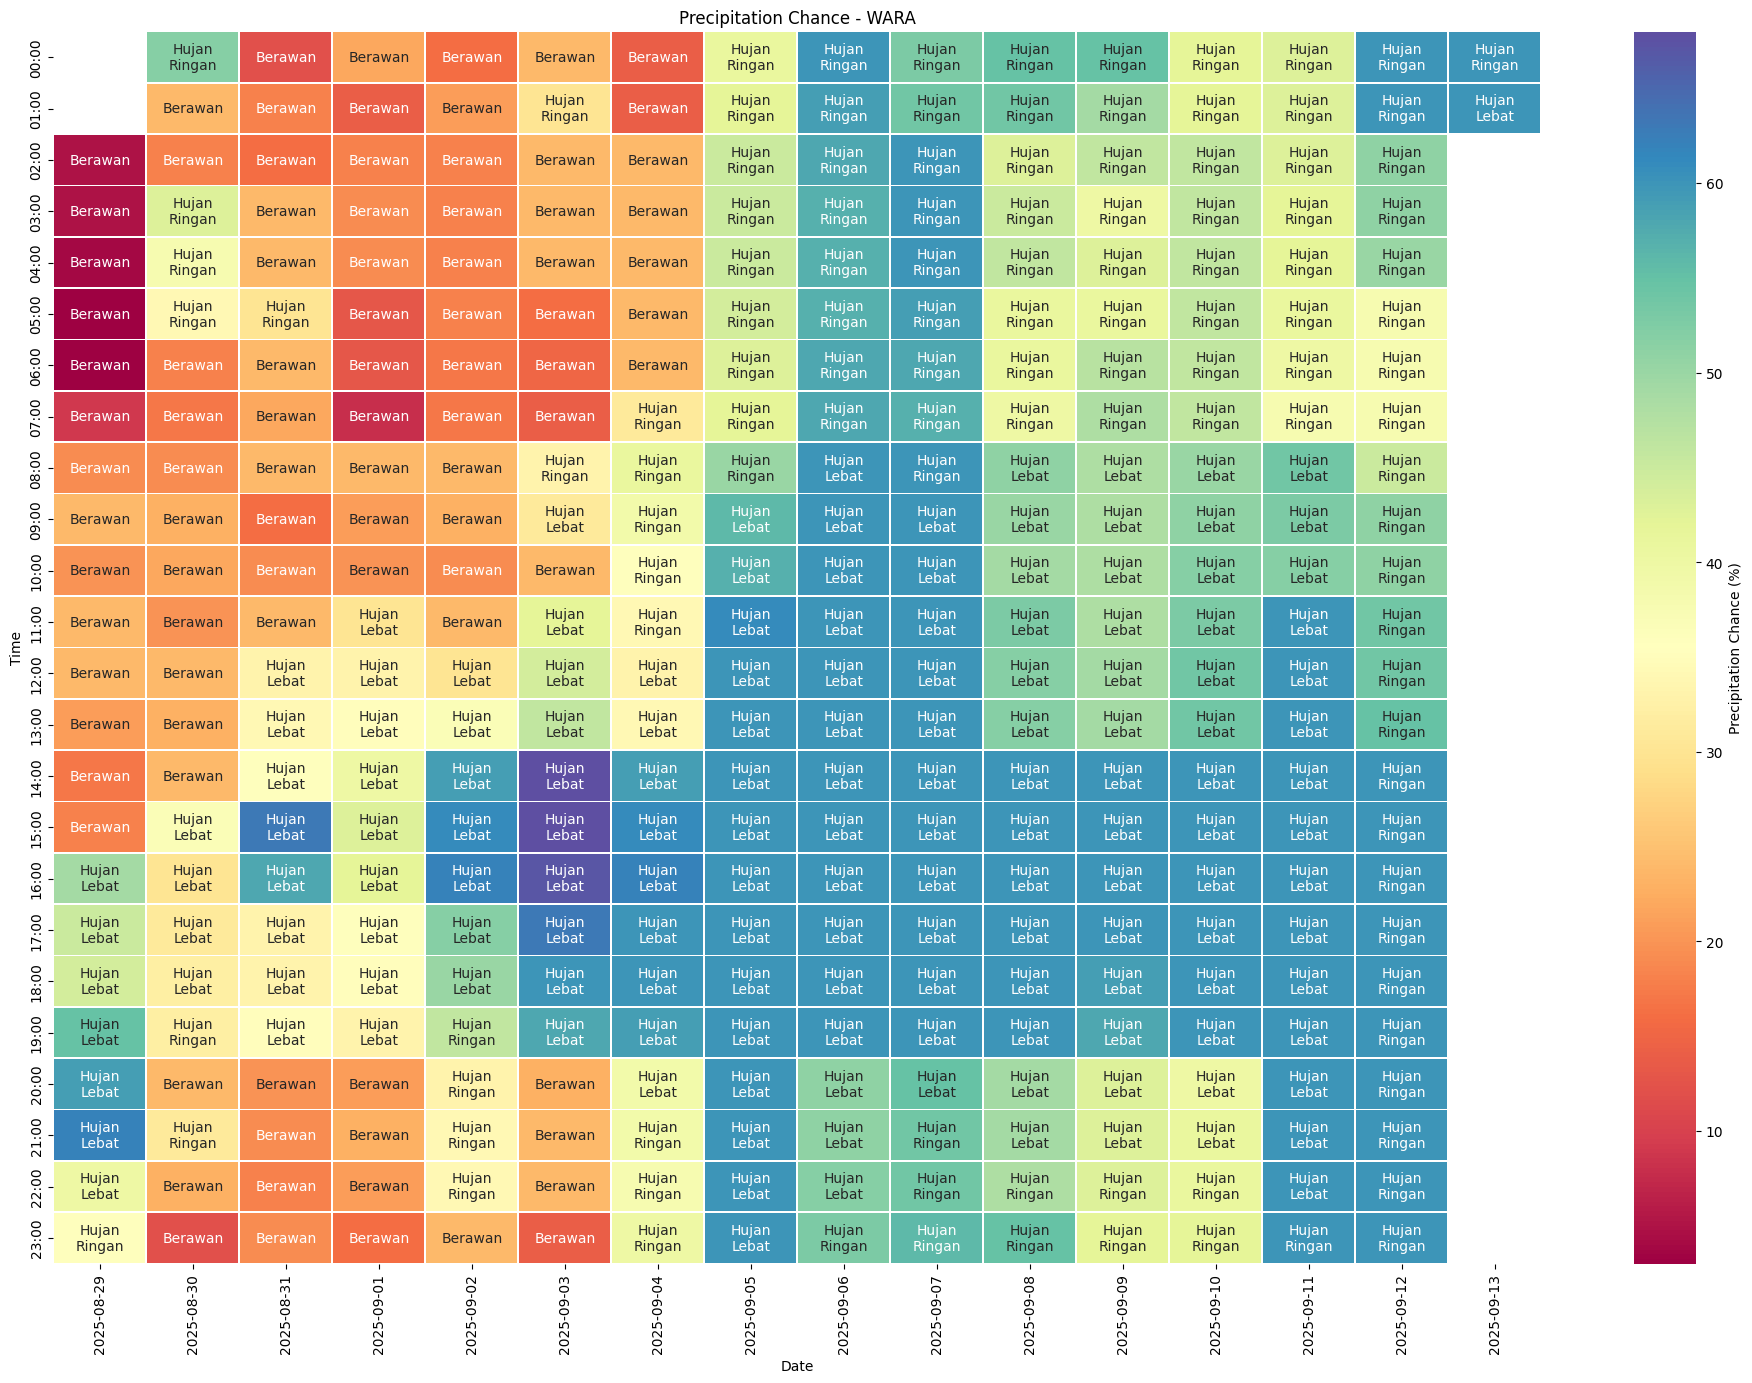 Precipitation Chance - WARA
00:00 Hujan Ringan Berawan Berawan Berawan Berawan Berawan Hujan Ringan Hujan Ringan Hujan Ringan Hujan Ringan Hujan Ringan Hujan Ringan Hujan Ringan Hujan Ringan Hujan Ringan
01:00 Berawan Berawan Berawan Berawan Hujan Ringan Berawan Hujan Ringan Hujan Ringan Hujan Ringan Hujan Ringan Hujan Ringan Hujan Ringan Hujan Ringan Hujan Ringan Hujan Lebat
02:00 Berawan Berawan Berawan Berawan Berawan Berawan Berawan Hujan Ringan Hujan Ringan Hujan Ringan Hujan Ringan Hujan Ringan Hujan Ringan Hujan Ringan Hujan Ringan
03:00 Berawan Hujan Ringan Berawan Berawan Berawan Berawan Berawan Hujan Ringan Hujan Ringan Hujan Ringan Hujan Ringan Hujan Ringan Hujan Ringan Hujan Ringan Hujan Ringan
04:00 Berawan Hujan Ringan Berawan Berawan Berawan Berawan Berawan Hujan Ringan Hujan Ringan Hujan Ringan Hujan Ringan Hujan Ringan Hujan Ringan Hujan Ringan Hujan Ringan
05:00 Berawan Hujan Ringan Hujan Ringan Berawan Berawan Berawan Berawan Hujan Ringan Hujan Ringan Hujan Ringan Hujan Ringan Hujan Ringan Hujan Ringan Hujan Ringan Hujan Ringan
06:00 Berawan Berawan Berawan Berawan Berawan Berawan Berawan Hujan Ringan Hujan Ringan Hujan Ringan Hujan Ringan Hujan Ringan Hujan Ringan Hujan Ringan Hujan Ringan
07:00 Berawan Berawan Berawan Berawan Berawan Berawan Hujan Ringan Hujan Ringan Hujan Ringan Hujan Ringan Hujan Ringan Hujan Ringan Hujan Ringan Hujan Ringan Hujan Ringan
08:00 Berawan Berawan Berawan Berawan Berawan Hujan Ringan Hujan Ringan Hujan Ringan Hujan Lebat Hujan Ringan Hujan Lebat Hujan Lebat Hujan Lebat Hujan Lebat Hujan Ringan
09:00 Berawan Berawan Berawan Berawan Berawan Hujan Lebat Hujan Ringan Hujan Lebat Hujan Lebat Hujan Lebat Hujan Lebat Hujan Lebat Hujan Lebat Hujan Lebat Hujan Ringan
10:00 Berawan Berawan Berawan Berawan Berawan Berawan Hujan Ringan Hujan Lebat Hujan Lebat Hujan Lebat Hujan Lebat Hujan Lebat Hujan Lebat Hujan Lebat Hujan Ringan
11:00 Berawan Berawan Berawan Hujan Lebat Berawan Hujan Lebat Hujan Ringan Hujan Lebat Hujan Lebat Hujan Lebat Hujan Lebat Hujan Lebat Hujan Lebat Hujan Lebat Hujan Ringan
12:00 Berawan Berawan Hujan Lebat Hujan Lebat Hujan Lebat Hujan Lebat Hujan Lebat Hujan Lebat Hujan Lebat Hujan Lebat Hujan Lebat Hujan Lebat Hujan Lebat Hujan Lebat Hujan Ringan
13:00 Berawan Berawan Hujan Lebat Hujan Lebat Hujan Lebat Hujan Lebat Hujan Lebat Hujan Lebat Hujan Lebat Hujan Lebat Hujan Lebat Hujan Lebat Hujan Lebat Hujan Lebat Hujan Ringan
14:00 Berawan Berawan Hujan Lebat Hujan Lebat Hujan Lebat Hujan Lebat Hujan Lebat Hujan Lebat Hujan Lebat Hujan Lebat Hujan Lebat Hujan Lebat Hujan Lebat Hujan Lebat Hujan Ringan
15:00 Berawan Hujan Lebat Hujan Lebat Hujan Lebat Hujan Lebat Hujan Lebat Hujan Lebat Hujan Lebat Hujan Lebat Hujan Lebat Hujan Lebat Hujan Lebat Hujan Lebat Hujan Lebat Hujan Ringan
16:00 Hujan Lebat Hujan Lebat Hujan Lebat Hujan Lebat Hujan Lebat Hujan Lebat Hujan Lebat Hujan Lebat Hujan Lebat Hujan Lebat Hujan Lebat Hujan Lebat Hujan Lebat Hujan Lebat Hujan Ringan
17:00 Hujan Lebat Hujan Lebat Hujan Lebat Hujan Lebat Hujan Lebat Hujan Lebat Hujan Lebat Hujan Lebat Hujan Lebat Hujan Lebat Hujan Lebat Hujan Lebat Hujan Lebat Hujan Lebat Hujan Ringan
18:00 Hujan Lebat Hujan Lebat Hujan Lebat Hujan Lebat Hujan Lebat Hujan Lebat Hujan Lebat Hujan Lebat Hujan Lebat Hujan Lebat Hujan Lebat Hujan Lebat Hujan Lebat Hujan Lebat Hujan Ringan
19:00 Hujan Lebat Hujan Ringan Hujan Lebat Hujan Lebat Hujan Ringan Hujan Lebat Hujan Lebat Hujan Lebat Hujan Lebat Hujan Lebat Hujan Lebat Hujan Lebat Hujan Lebat Hujan Lebat Hujan Ringan
20:00 Hujan Lebat Berawan Berawan Berawan Hujan Ringan Berawan Hujan Lebat Hujan Lebat Hujan Lebat Hujan Lebat Hujan Lebat Hujan Lebat Hujan Lebat Hujan Lebat Hujan Ringan
21:00 Hujan Lebat Hujan Ringan Berawan Berawan Hujan Ringan Berawan Hujan Ringan Hujan Lebat Hujan Lebat Hujan Ringan Hujan Lebat Hujan Lebat Hujan Lebat Hujan Lebat Hujan Ringan
22:00 Hujan Lebat Berawan Berawan Berawan Hujan Ringan Berawan Hujan Ringan Hujan Lebat Hujan Lebat Hujan Ringan Hujan Ringan Hujan Ringan Hujan Ringan Hujan Lebat Hujan Ringan
23:00 Hujan Ringan Berawan Berawan Berawan Berawan Berawan Hujan Ringan Hujan Lebat Hujan Ringan Hujan Ringan Hujan Ringan Hujan Ringan Hujan Ringan Hujan Ringan Hujan Ringan
Time
2025-08-29 2025-08-30 2025-08-31 2025-09-01 2025-09-02 2025-09-03 2025-09-04 2025-09-05 2025-09-06 2025-09-07 2025-09-08 2025-09-09 2025-09-10 2025-09-11 2025-09-12 2025-09-13
Date
60
50
40
30
20
10
Precipitation Chance (%)